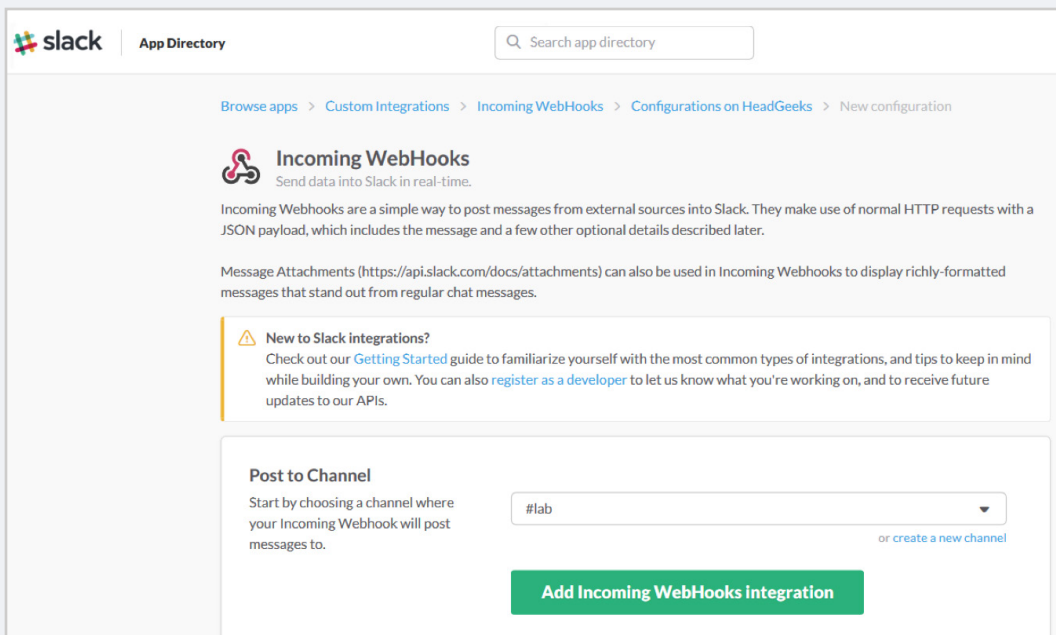 slack
App Directory
Search app directory
Browse apps > Custom Integrations > Incoming WebHooks > Configurations on HeadGeeks > New configuration
Incoming WebHooks
Send data into Slack in real-time.
Incoming Webhooks are a simple way to post messages from external sources into Slack. They make use of normal HTTP requests with a
JSON payload, which includes the message and a few other optional details described later.
Message Attachments (https://api.slack.com/docs/attachments) can also be used in Incoming Webhooks to display richly-formatted
messages that stand out from regular chat messages.
New to Slack integrations?
Check out our Getting Started guide to familiarize yourself with the most common types of integrations, and tips to keep in mind
while building your own. You can also register as a developer to let us know what you're working on, and to receive future
updates to our APIs.
Post to Channel
Start by choosing a channel where
your Incoming Webhook will post
messages to.
#lab
or create a new channel
Add Incoming WebHooks integration